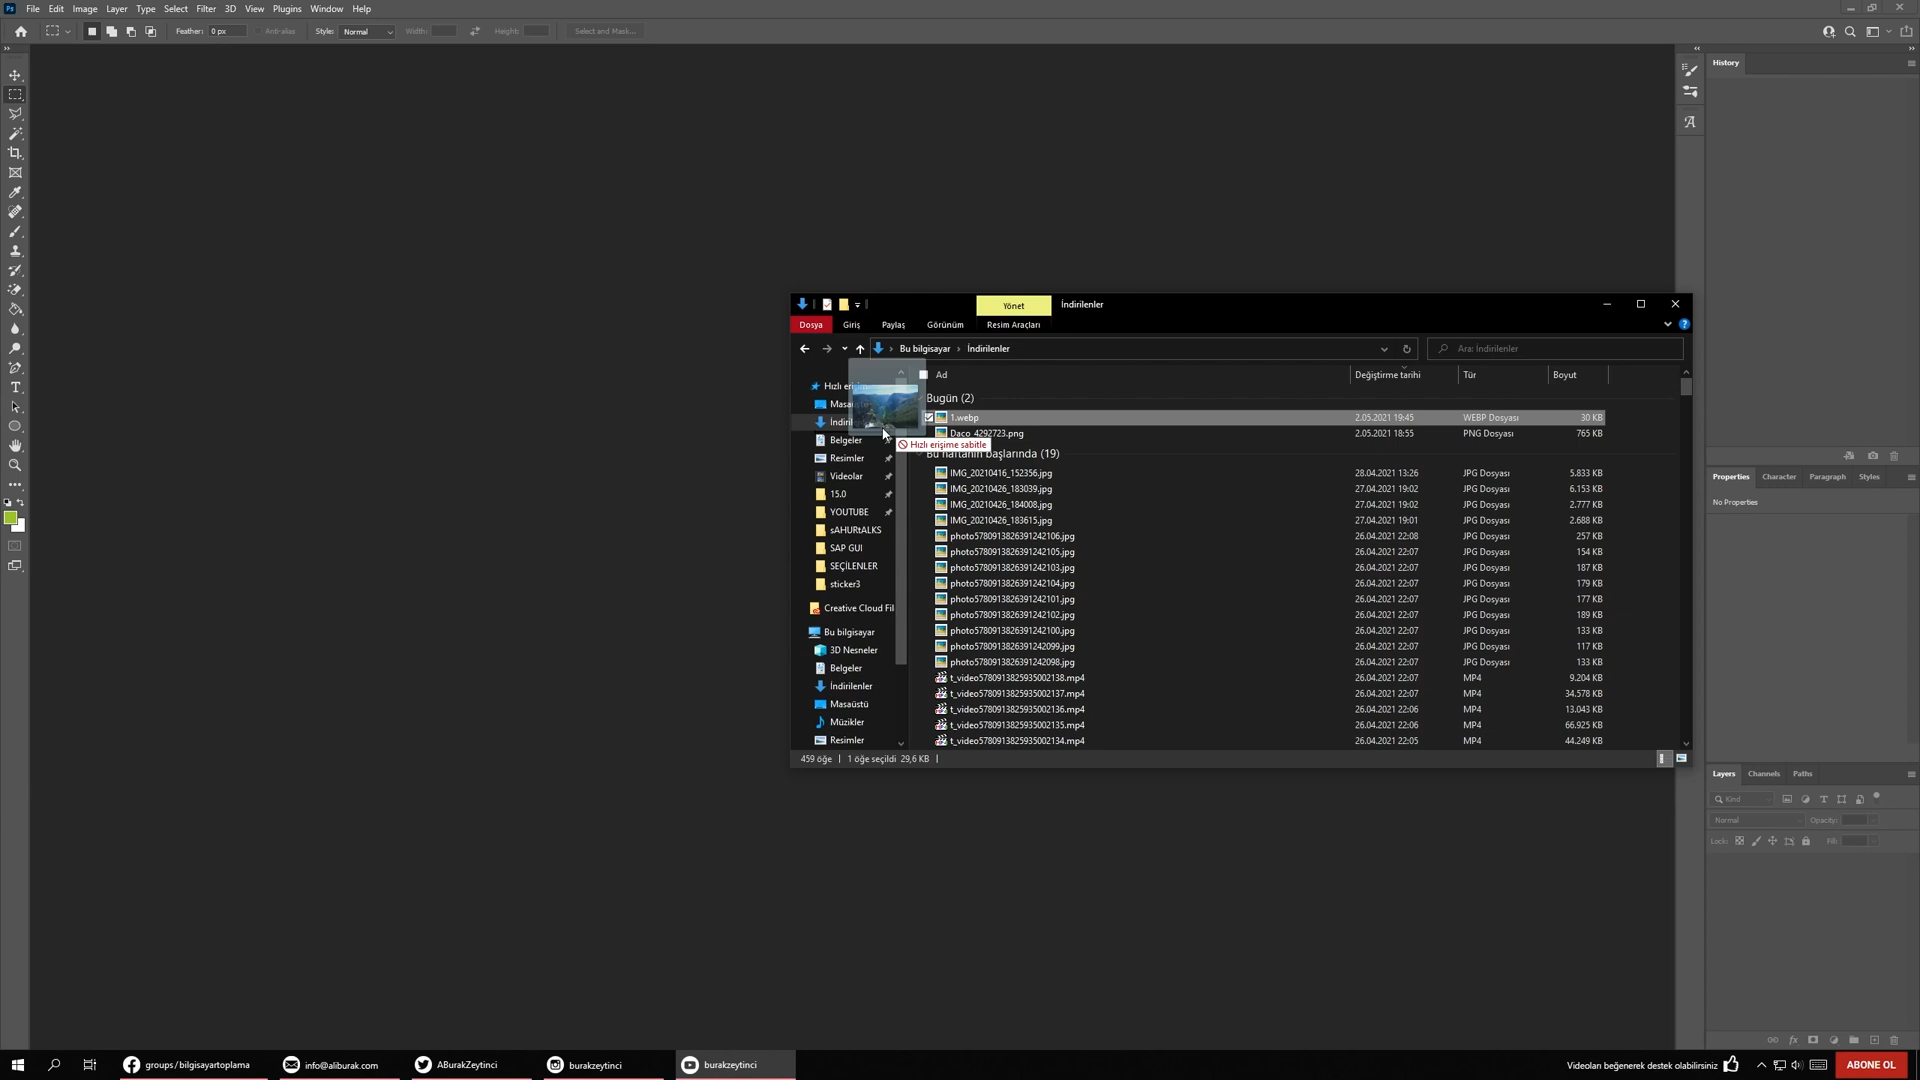 Ps File Edit Image Layer Type Select Filter 3D View Plugins Window Help
Feather: 0 px Anti-alias Style: Normal Width: Height: Select and Mask...
History
Yönet İndirilenler
Dosya Giriş Paylaş Görünüm Resim Araçları
Bu bilgisayar › İndirilenler Ara: İndirilenler
Ad Değiştirme tarihi Tür Boyut
Hızlı
Belgeler
Resimler
Videolar
15.0
YOUTUBE
sAHURtALKS
SAP GUI
SEÇİLENLER
sticker3
Creative Cloud Fil
Bu bilgisayar
3D Nesneler
Belgeler
İndirilenler
Masaüstü
Müzikler
Resimler
Bugün (2)
1.webp 2.05.2021 19:45 WEBP Dosyası 30 KB
Daco_4292723.png 2.05.2021 18:55 PNG Dosyası 765 KB
Hızlı erişime sabitle
Bu haftanın başlarında (19)
IMG_20210416_152356.jpg 28.04.2021 13:26 JPG Dosyası 5.833 KB
IMG_20210426_183039.jpg 27.04.2021 19:02 JPG Dosyası 6.153 KB
IMG_20210426_184008.jpg 27.04.2021 19:02 JPG Dosyası 2.777 KB
IMG_20210426_183615.jpg 27.04.2021 19:01 JPG Dosyası 2.688 KB
photo5780913826391242106.jpg 26.04.2021 22:08 JPG Dosyası 257 KB
photo5780913826391242105.jpg 26.04.2021 22:07 JPG Dosyası 154 KB
photo5780913826391242103.jpg 26.04.2021 22:07 JPG Dosyası 187 KB
photo5780913826391242104.jpg 26.04.2021 22:07 JPG Dosyası 179 KB
photo5780913826391242101.jpg 26.04.2021 22:07 JPG Dosyası 177 KB
photo5780913826391242102.jpg 26.04.2021 22:07 JPG Dosyası 189 KB
photo5780913826391242100.jpg 26.04.2021 22:07 JPG Dosyası 133 KB
photo5780913826391242099.jpg 26.04.2021 22:07 JPG Dosyası 117 KB
photo5780913826391242098.jpg 26.04.2021 22:07 JPG Dosyası 133 KB
t_video5780913825935002138.mp4 26.04.2021 22:07 MP4 9.204 KB
t_video5780913825935002137.mp4 26.04.2021 22:07 MP4 34.578 KB
t_video5780913825935002136.mp4 26.04.2021 22:06 MP4 13.043 KB
t_video5780913825935002135.mp4 26.04.2021 22:06 MP4 66.925 KB
t_video5780913825935002134.mp4 26.04.2021 22:05 MP4 44.249 KB
459 öğe 1 öğe seçildi 29,6 KB
Properties Character Paragraph Styles
No Properties
Layers Channels Paths
Kind
Normal Opacity:
Lock: Fill:
groups/bilgisayartoplama info@aliburak.com ABurakZeytinci burakzeytinci burakzeytinci Videoları beğenerek destek olabilirsiniz ABONE OL